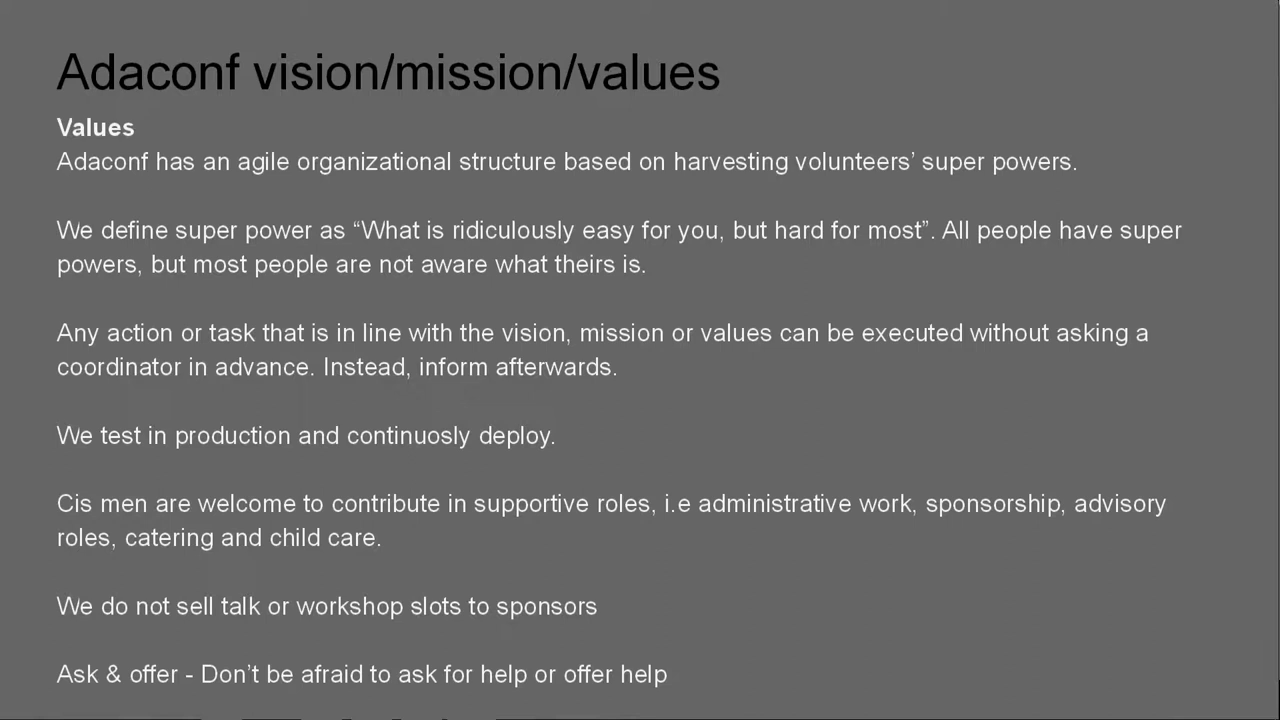 Adaconf vision/mission/values
Values
Adaconf has an agile organizational structure based on harvesting volunteers’ super powers.
We define super power as “What is ridiculously easy for you, but hard for most”. All people have super
powers, but most people are not aware what theirs is.
Any action or task that is in line with the vision, mission or values can be executed without asking a
coordinator in advance. Instead, inform afterwards.
We test in production and continuosly deploy.
Cis men are welcome to contribute in supportive roles, i.e administrative work, sponsorship, advisory
roles, catering and child care.
We do not sell talk or workshop slots to sponsors
Ask & offer - Don’t be afraid to ask for help or offer help